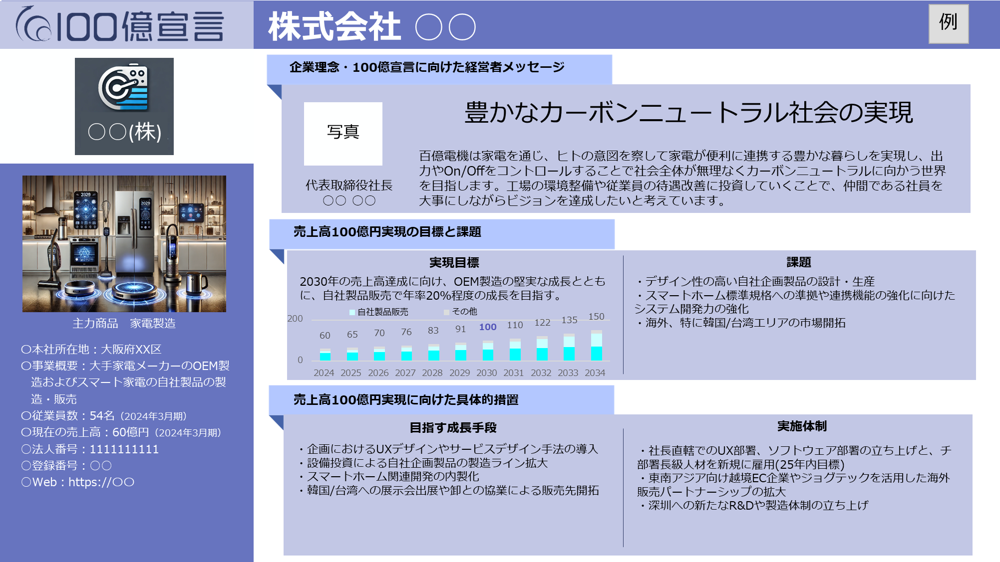 100億宣言
株式会社 〇〇
例
〇〇(株)
主力商品　家電製造
〇本社所在地：大阪府XX区
〇事業概要：大手家電メーカーのOEM製
造およびスマート家電の自社製品の製
造・販売
〇従業員数：54名（2024年3月期）
〇現在の売上高：60億円（2024年3月期）
〇法人番号：1111111111
〇登録番号：〇〇
〇Web：https://〇〇
企業理念・100億宣言に向けた経営者メッセージ
写真
代表取締役社長
〇〇 〇〇
豊かなカーボンニュートラル社会の実現
百億電機は家電を通じ、ヒトの意図を察して家電が便利に連携する豊かな暮らしを実現し、出
力やOn/Offをコントロールすることで社会全体が無理なくカーボンニュートラルに向かう世界
を目指します。工場の環境整備や従業員の待遇改善に投資していくことで、仲間である社員を
大事にしながらビジョンを達成したいと考えています。
売上高100億円実現の目標と課題
実現目標
2030年の売上高達成に向け、OEM製造の堅実な成長ととも
に、自社製品販売で年率20%程度の成長を目指す。
自社製品販売 その他
200
60 65 70 76 83 91 100 110 122 135 150
0
2024 2025 2026 2027 2028 2029 2030 2031 2032 2033 2034
課題
・デザイン性の高い自社企画製品の設計・生産
・スマートホーム標準規格への準拠や連携機能の強化に向けた
システム開発力の強化
・海外、特に韓国/台湾エリアの市場開拓
売上高100億円実現に向けた具体的措置
目指す成長手段
・企画におけるUXデザインやサービスデザイン手法の導入
・設備投資による自社企画製品の製造ライン拡大
・スマートホーム関連開発の内製化
・韓国/台湾への展示会出展や卸との協業による販売先開拓
実施体制
・社長直轄でのUX部署、ソフトウェア部署の立ち上げと、チ
部署長級人材を新規に雇用(25年内目標)
・東南アジア向け越境EC企業やジョグテックを活用した海外
販売パートナーシップの拡大
・深圳への新たなR&Dや製造体制の立ち上げ
2029